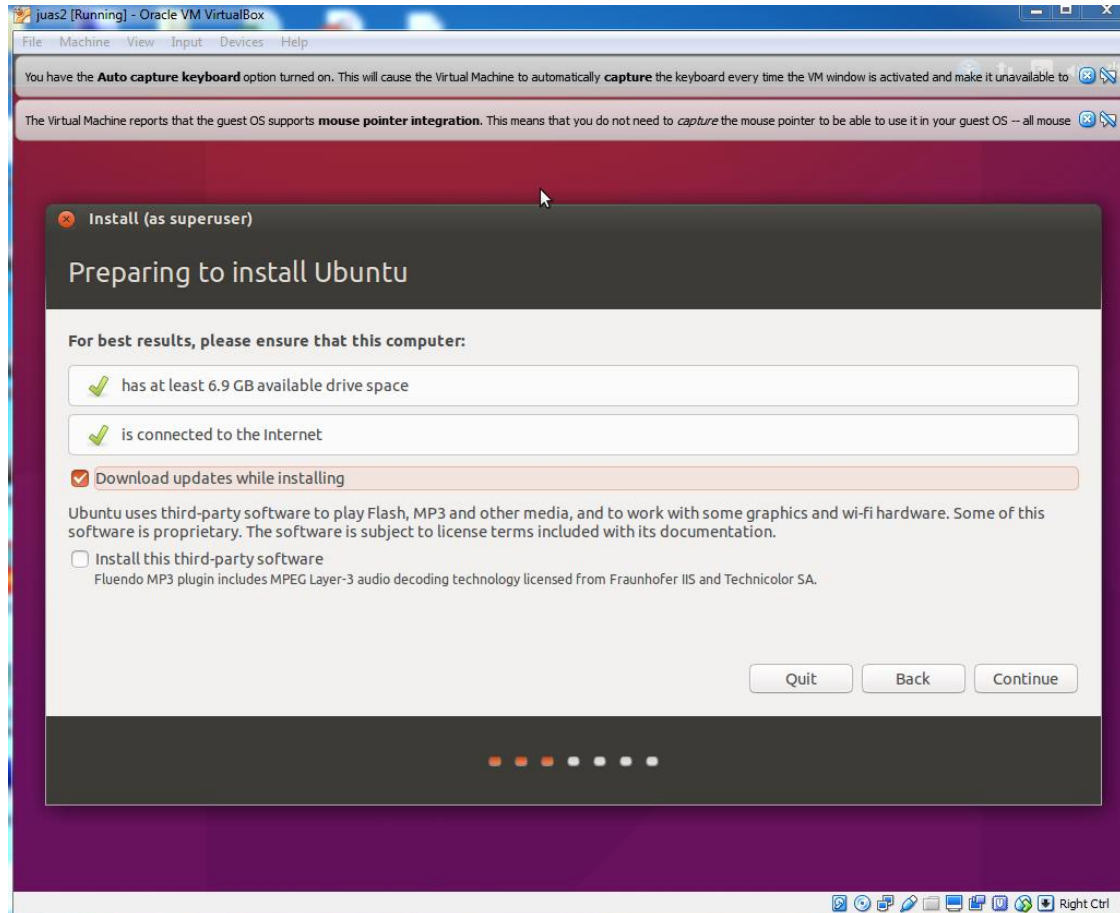 juas2 [Running] - Oracle VM VirtualBox
File Machine View Input Devices Help
You have the Auto capture keyboard option turned on. This will cause the Virtual Machine to automatically capture the keyboard every time the VM window is activated and make it unavailable to
The Virtual Machine reports that the guest OS supports mouse pointer integration. This means that you do not need to capture the mouse pointer to be able to use it in your guest OS -- all mouse
Install (as superuser)
Preparing to install Ubuntu
For best results, please ensure that this computer:
has at least 6.9 GB available drive space
is connected to the Internet
Download updates while installing
Ubuntu uses third-party software to play Flash, MP3 and other media, and to work with some graphics and wi-fi hardware. Some of this
software is proprietary. The software is subject to license terms included with its documentation.
Install this third-party software
Fluendo MP3 plugin includes MPEG Layer-3 audio decoding technology licensed from Fraunhofer IIS and Technicolor SA.
Quit Back Continue
Right Ctrl